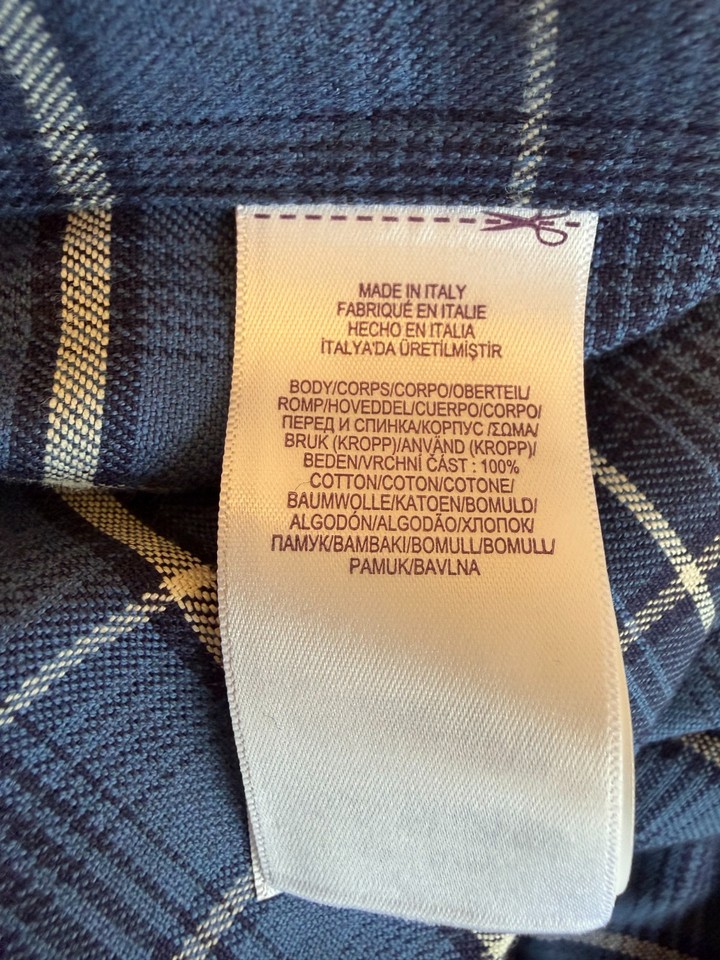 MADE IN ITALY
FABRIQUÉ EN ITALIE
HECHO EN ITALIA
İTALYA'DA ÜRETİLMİŞTİR
BODY/CORPS/CORPO/OBERTEIL/
ROMP/HOVEDDEL/CUERPO/CORPO/
ПЕРЕД И СПИНКА/КОРПУС /ΣΩΜΑ/
BRUK (KROPP)/ANVÄND (KROPP)/
BEDEN/VRCHNÍ ČÁST : 100%
COTTON/COTON/COTONE/
BAUMWOLLE/KATOEN/BOMULD/
ALGODÓN/ALGODÃO/ХЛОПОК/
ПАМУК/BAMBAKI/BOMULL/BOMULL/
PAMUK/BAVLNA